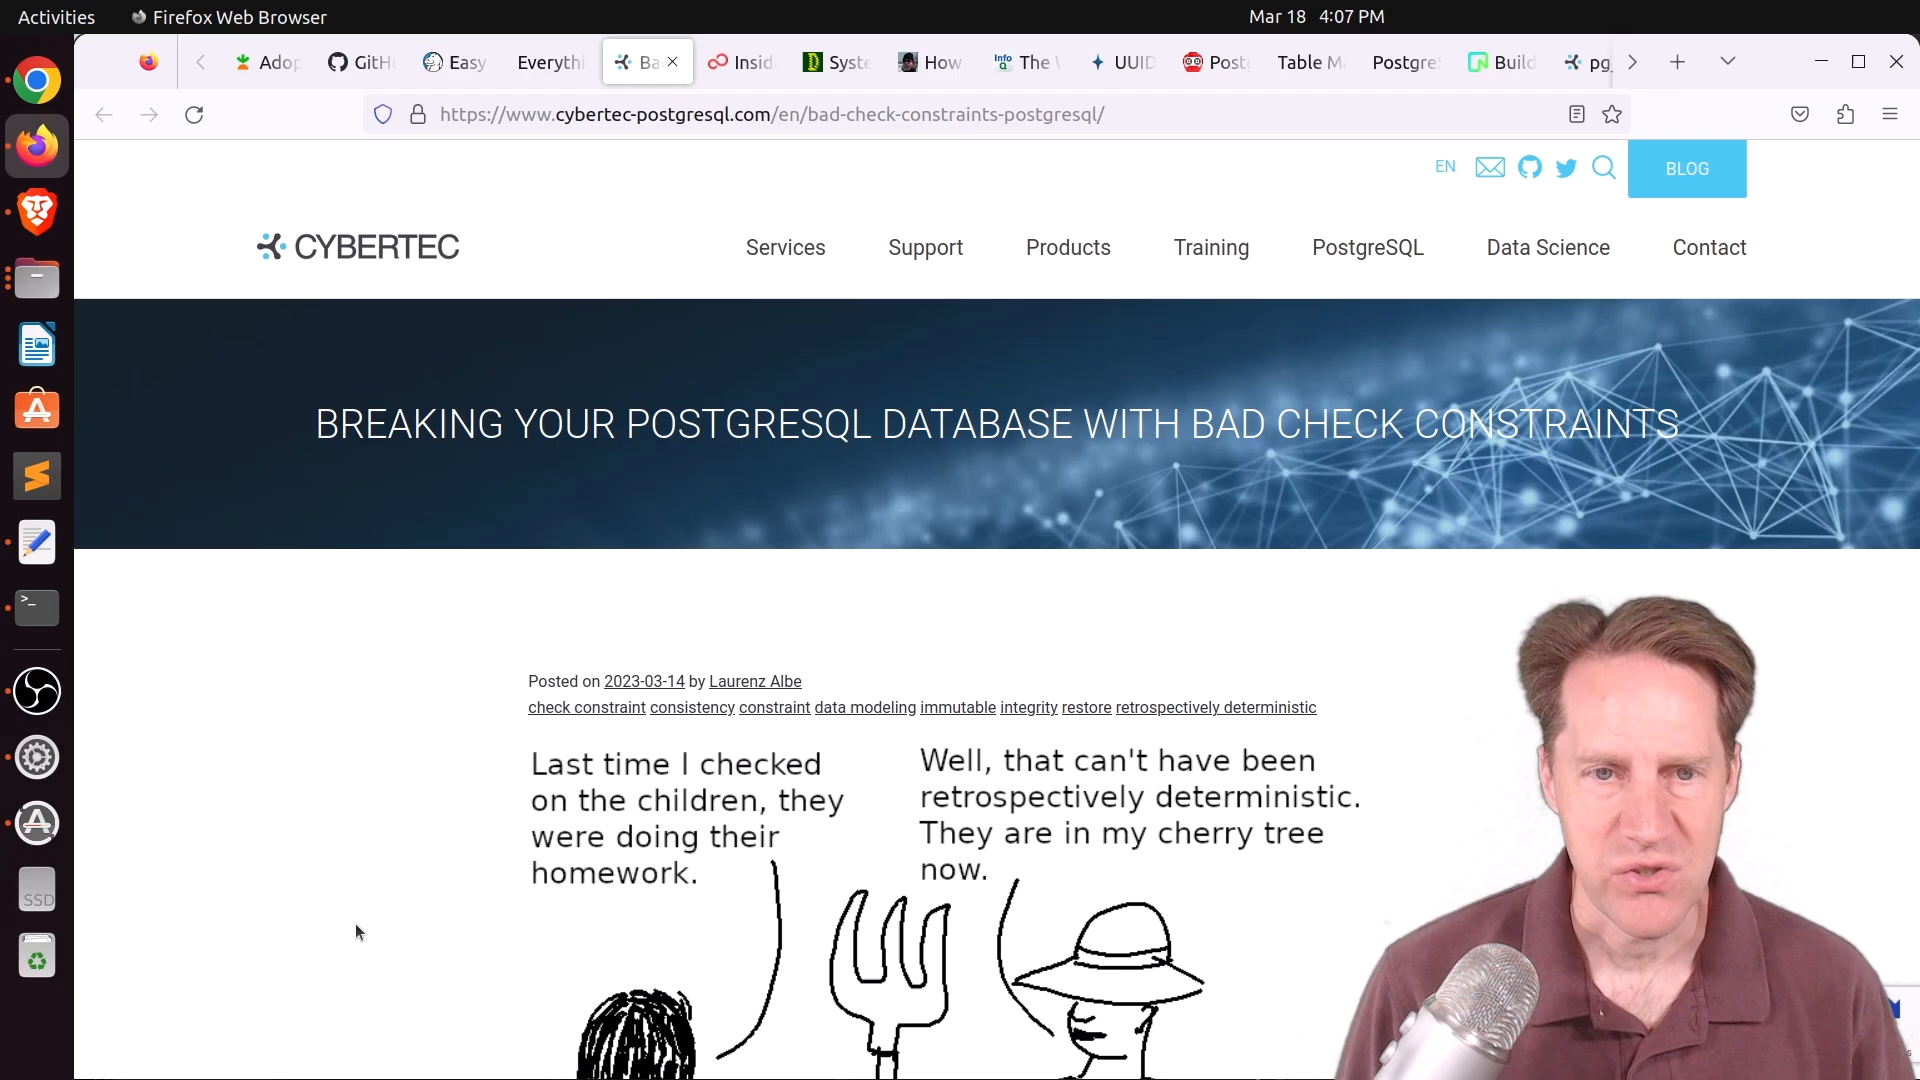 Activities Firefox Web Browser Mar 18 4:07 PM
Adop GitH Easy Everythi Ba Insid Syste How The UUID Postg Table M Postgre Build pg_
https://www.cybertec-postgresql.com/en/bad-check-constraints-postgresql/
EN BLOG
CYBERTEC Services Support Products Training PostgreSQL Data Science Contact
BREAKING YOUR POSTGRESQL DATABASE WITH BAD CHECK CONSTRAINTS
Posted on 2023-03-14 by Laurenz Albe
check constraint consistency constraint data modeling immutable integrity restore retrospectively deterministic
Last time I checked
on the children, they
were doing their
homework.
Well, that can't have been
retrospectively deterministic.
They are in my cherry tree
now.
SSD